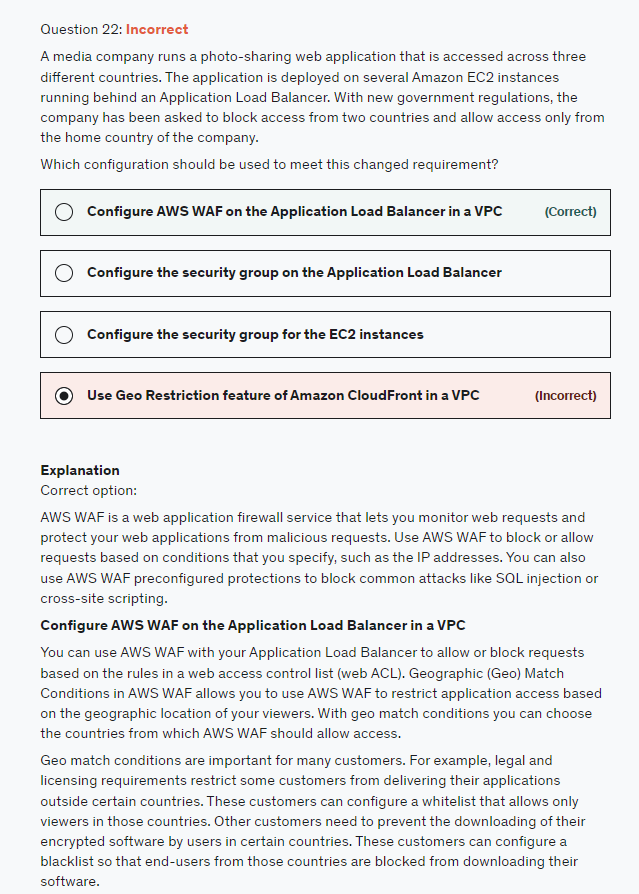 Question 22: Incorrect
A media company runs a photo-sharing web application that is accessed across three
different countries. The application is deployed on several Amazon EC2 instances
running behind an Application Load Balancer. With new government regulations, the
company has been asked to block access from two countries and allow access only from
the home country of the company.
Which configuration should be used to meet this changed requirement?
Configure AWS WAF on the Application Load Balancer in a VPC (Correct)
Configure the security group on the Application Load Balancer
Configure the security group for the EC2 instances
Use Geo Restriction feature of Amazon CloudFront in a VPC (Incorrect)
Explanation
Correct option:
AWS WAF is a web application firewall service that lets you monitor web requests and
protect your web applications from malicious requests. Use AWS WAF to block or allow
requests based on conditions that you specify, such as the IP addresses. You can also
use AWS WAF preconfigured protections to block common attacks like SQL injection or
cross-site scripting.
Configure AWS WAF on the Application Load Balancer in a VPC
You can use AWS WAF with your Application Load Balancer to allow or block requests
based on the rules in a web access control list (web ACL). Geographic (Geo) Match
Conditions in AWS WAF allows you to use AWS WAF to restrict application access based
on the geographic location of your viewers. With geo match conditions you can choose
the countries from which AWS WAF should allow access.
Geo match conditions are important for many customers. For example, legal and
licensing requirements restrict some customers from delivering their applications
outside certain countries. These customers can configure a whitelist that allows only
viewers in those countries. Other customers need to prevent the downloading of their
encrypted software by users in certain countries. These customers can configure a
blacklist so that end-users from those countries are blocked from downloading their
software.